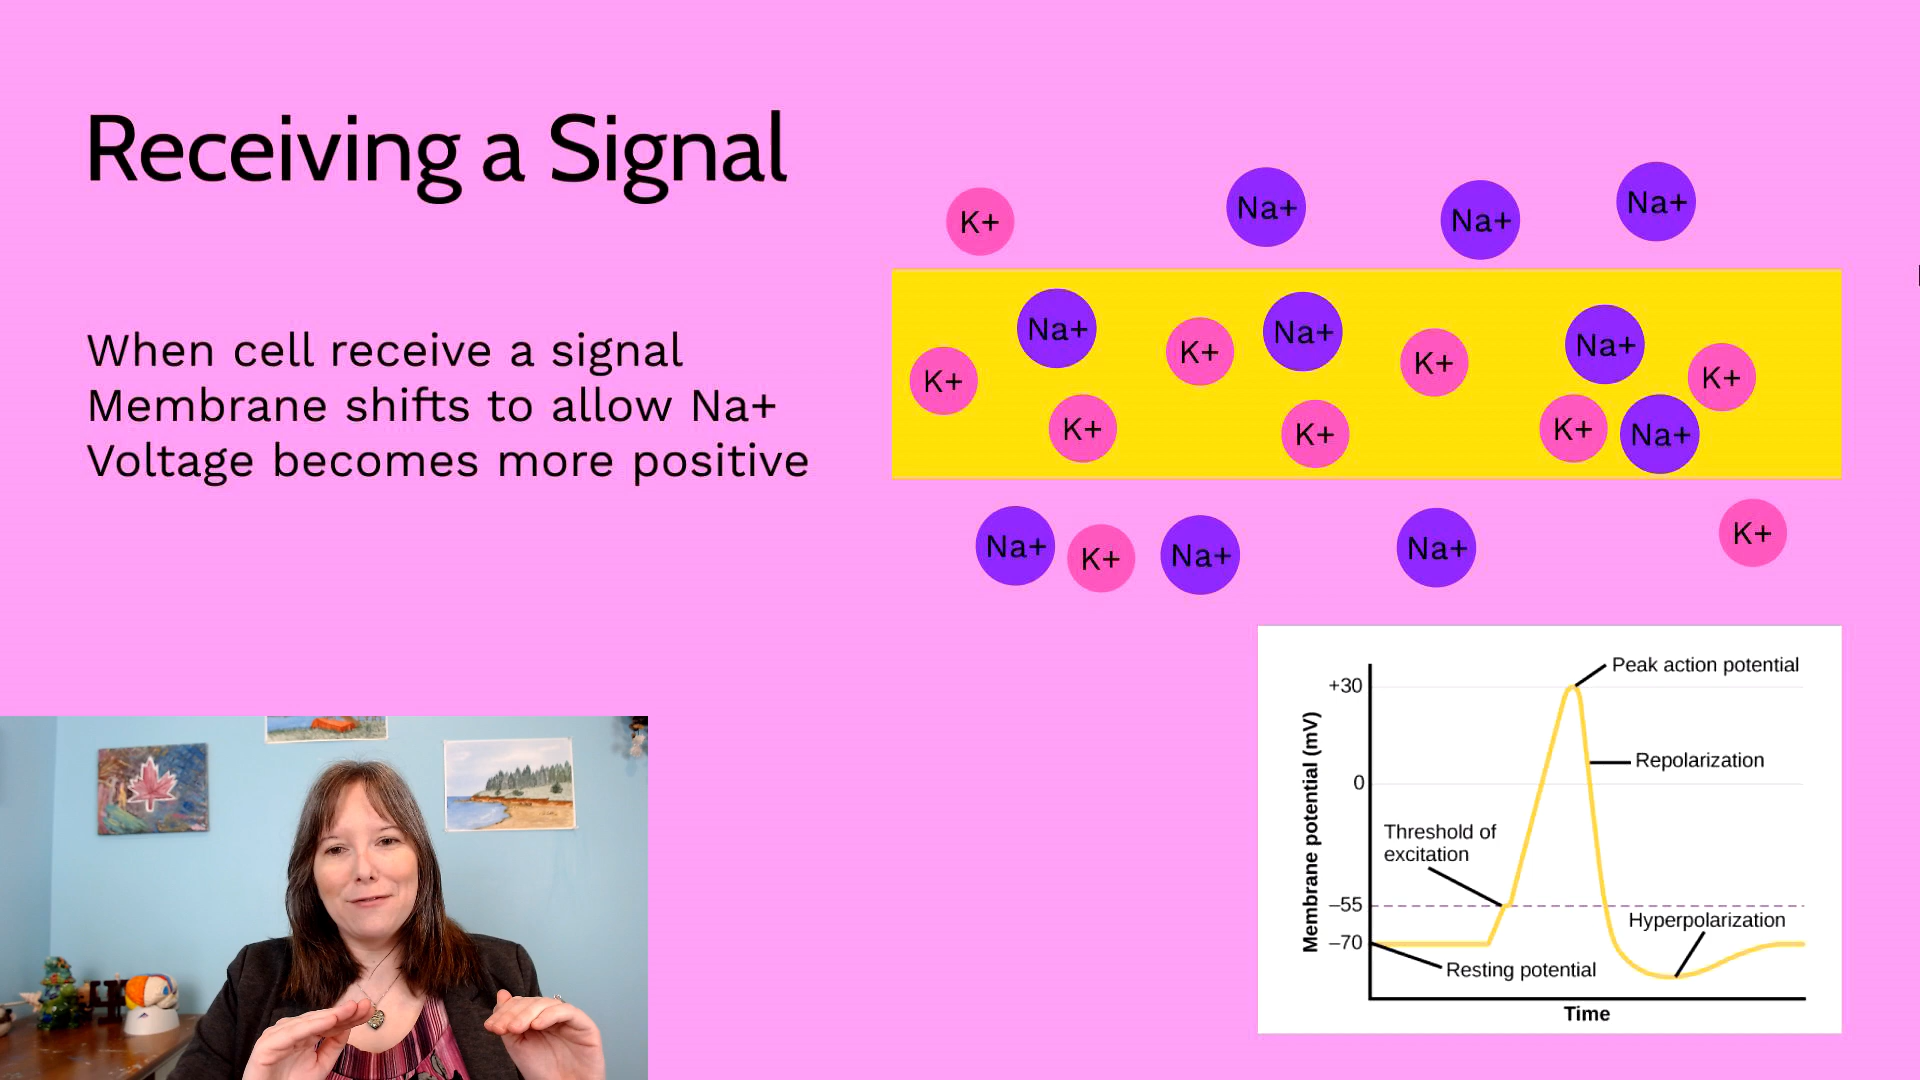 Receiving a Signal
When cell receive a signal
Membrane shifts to allow Na+
Voltage becomes more positive
K+
Na+
Na+
Na+
Na+
K+
Na+
K+
Na+
K+
K+
K+
K+
K+
Na+
Na+
K+
Na+
Na+
K+
Peak action potential
+30
Repolarization
0
Threshold of
excitation
–55
Hyperpolarization
–70
Resting potential
Membrane potential (mV)
Time